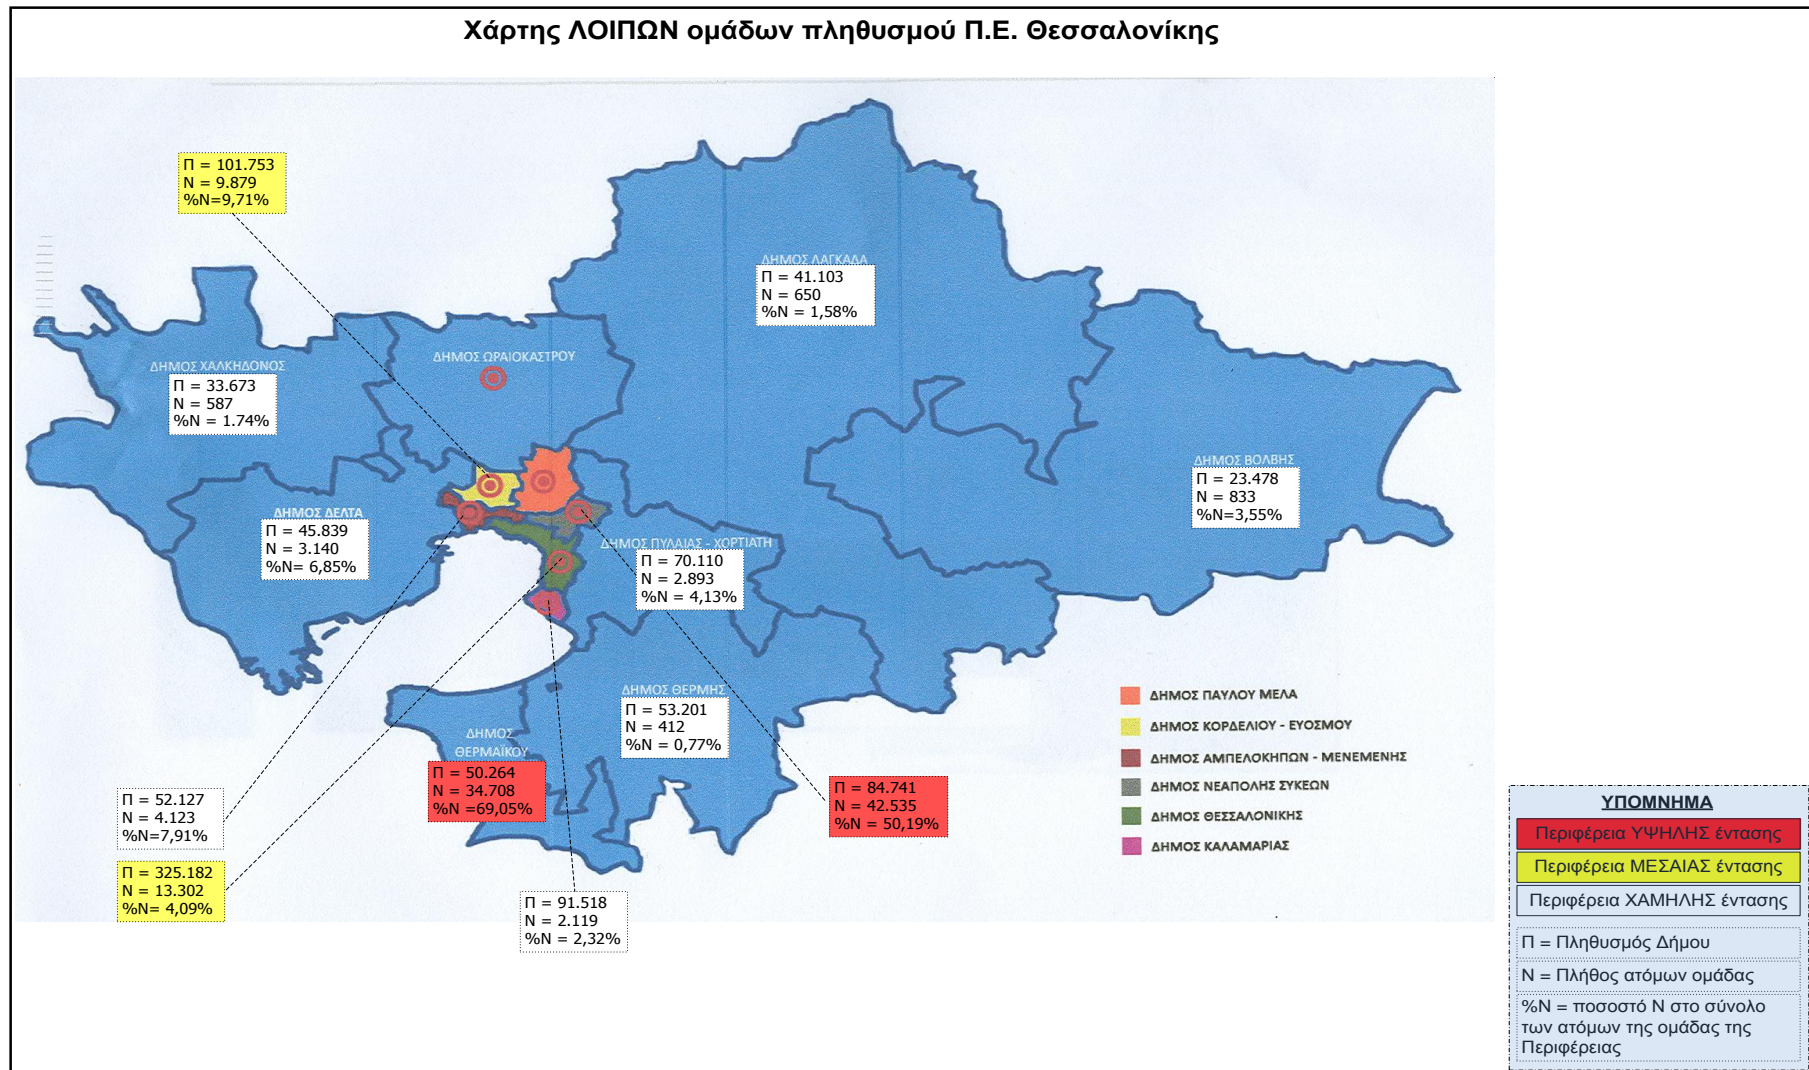 Χάρτης ΛΟΙΠΩΝ ομάδων πληθυσμού Π.Ε. Θεσσαλονίκης
Π = 101.753
Ν = 9.879
%Ν=9,71%
ΔΗΜΟΣ ΛΑΓΚΑΔΑ
Π = 41.103
Ν = 650
%Ν = 1,58%
ΔΗΜΟΣ ΧΑΛΚΗΔΟΝΟΣ
Π = 33.673
Ν = 587
%Ν = 1.74%
ΔΗΜΟΣ ΩΡΑΙΟΚΑΣΤΡΟΥ
ΔΗΜΟΣ ΒΟΛΒΗΣ
Π = 23.478
Ν = 833
%Ν=3,55%
ΔΗΜΟΣ ΔΕΛΤΑ
Π = 45.839
Ν = 3.140
%Ν= 6,85%
ΔΗΜΟΣ ΠΥΛΑΙΑΣ - ΧΟΡΤΙΑΤΗ
Π = 70.110
Ν = 2.893
%Ν = 4,13%
ΔΗΜΟΣ ΘΕΡΜΗΣ
Π = 53.201
Ν = 412
%Ν = 0,77%
ΔΗΜΟΣ
ΘΕΡΜΑΪΚΟΥ
Π = 50.264
Ν = 34.708
%Ν =69,05%
Π = 84.741
Ν = 42.535
%Ν = 50,19%
Π = 52.127
Ν = 4.123
%Ν=7,91%
Π = 325.182
Ν = 13.302
%Ν= 4,09%
Π = 91.518
Ν = 2.119
%Ν = 2,32%
ΔΗΜΟΣ ΠΑΥΛΟΥ ΜΕΛΑ
ΔΗΜΟΣ ΚΟΡΔΕΛΙΟΥ - ΕΥΟΣΜΟΥ
ΔΗΜΟΣ ΑΜΠΕΛΟΚΗΠΩΝ - ΜΕΝΕΜΕΝΗΣ
ΔΗΜΟΣ ΝΕΑΠΟΛΗΣ ΣΥΚΕΩΝ
ΔΗΜΟΣ ΘΕΣΣΑΛΟΝΙΚΗΣ
ΔΗΜΟΣ ΚΑΛΑΜΑΡΙΑΣ
ΥΠΟΜΝΗΜΑ
Περιφέρεια ΥΨΗΛΗΣ έντασης
Περιφέρεια ΜΕΣΑΙΑΣ έντασης
Περιφέρεια ΧΑΜΗΛΗΣ έντασης
Π = Πληθυσμός Δήμου
Ν = Πλήθος ατόμων ομάδας
%Ν = ποσοστό Ν στο σύνολο
των ατόμων της ομάδας της
Περιφέρειας